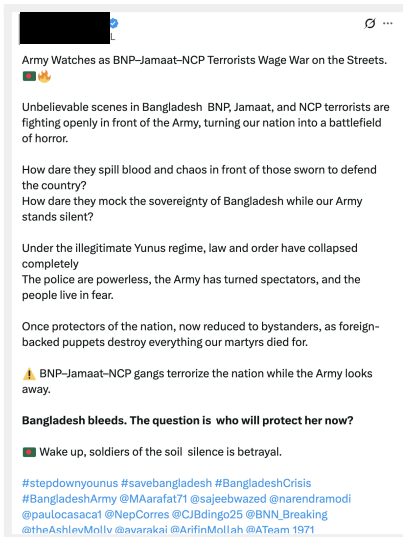 L
Army Watches as BNP–Jamaat–NCP Terrorists Wage War on the Streets.
🇧🇩🔥
Unbelievable scenes in Bangladesh BNP, Jamaat, and NCP terrorists are
fighting openly in front of the Army, turning our nation into a battlefield
of horror.
How dare they spill blood and chaos in front of those sworn to defend
the country?
How dare they mock the sovereignty of Bangladesh while our Army
stands silent?
Under the illegitimate Yunus regime, law and order have collapsed
completely
The police are powerless, the Army has turned spectators, and the
people live in fear.
Once protectors of the nation, now reduced to bystanders, as foreign-
backed puppets destroy everything our martyrs died for.
⚠️ BNP–Jamaat–NCP gangs terrorize the nation while the Army looks
away.
Bangladesh bleeds. The question is who will protect her now?
🇧🇩 Wake up, soldiers of the soil silence is betrayal.
#stepdownyounus #savebangladesh #BangladeshCrisis
#BangladeshArmy @MAarafat71 @sajeebwazed @narendramodi
@paulocasaca1 @NepCorres @CJBdingo25 @BNN_Breaking
@theAshleyMolly @avarakai @ArifinMollah @ATeam_1971